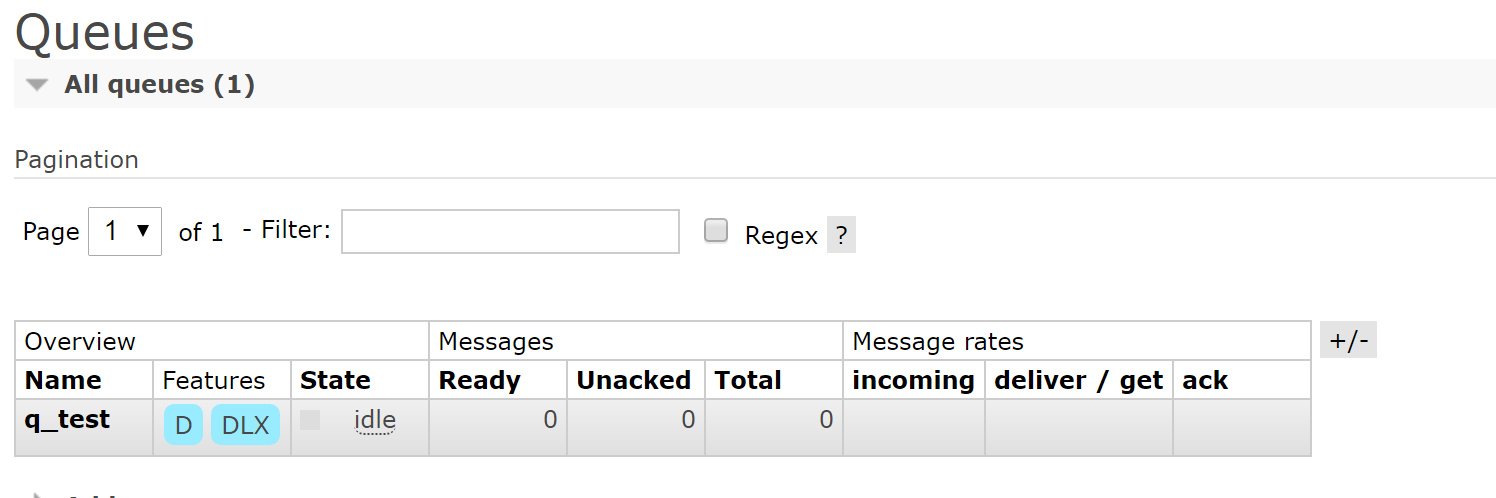 Queues
All queues (1)
Pagination
Page 1 of 1 - Filter: Regex ?
Overview Messages Message rates +/-
Name Features State Ready Unacked Total incoming deliver / get ack
q_test D DLX idle 0 0 0